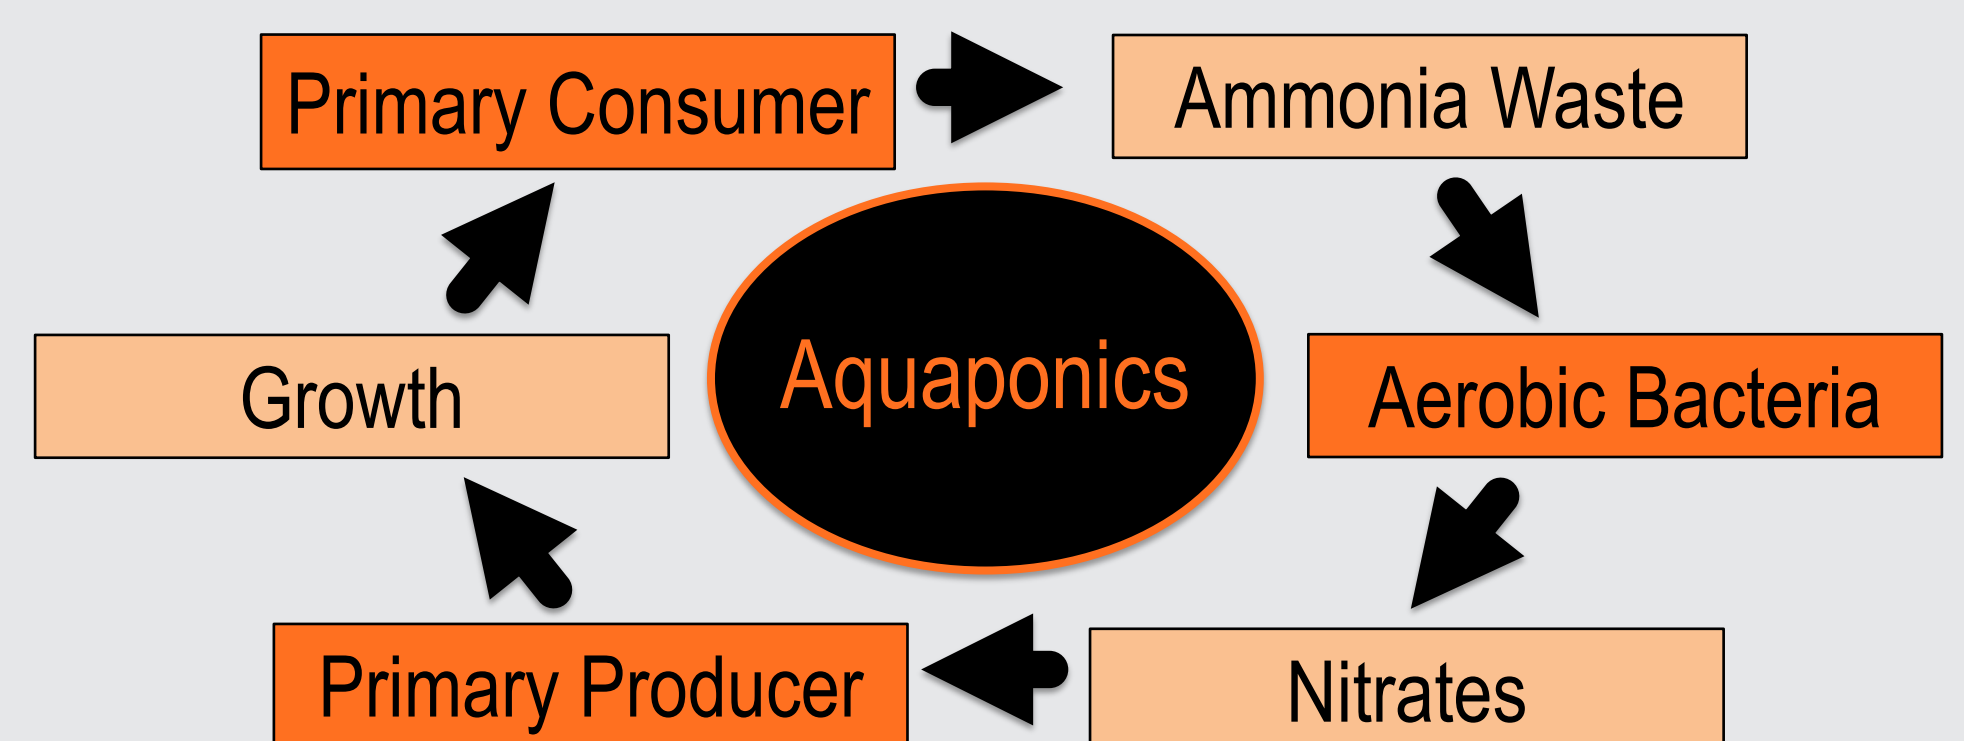 Primary Consumer
Ammonia Waste
Aquaponics
Growth
Aerobic Bacteria
Primary Producer
Nitrates